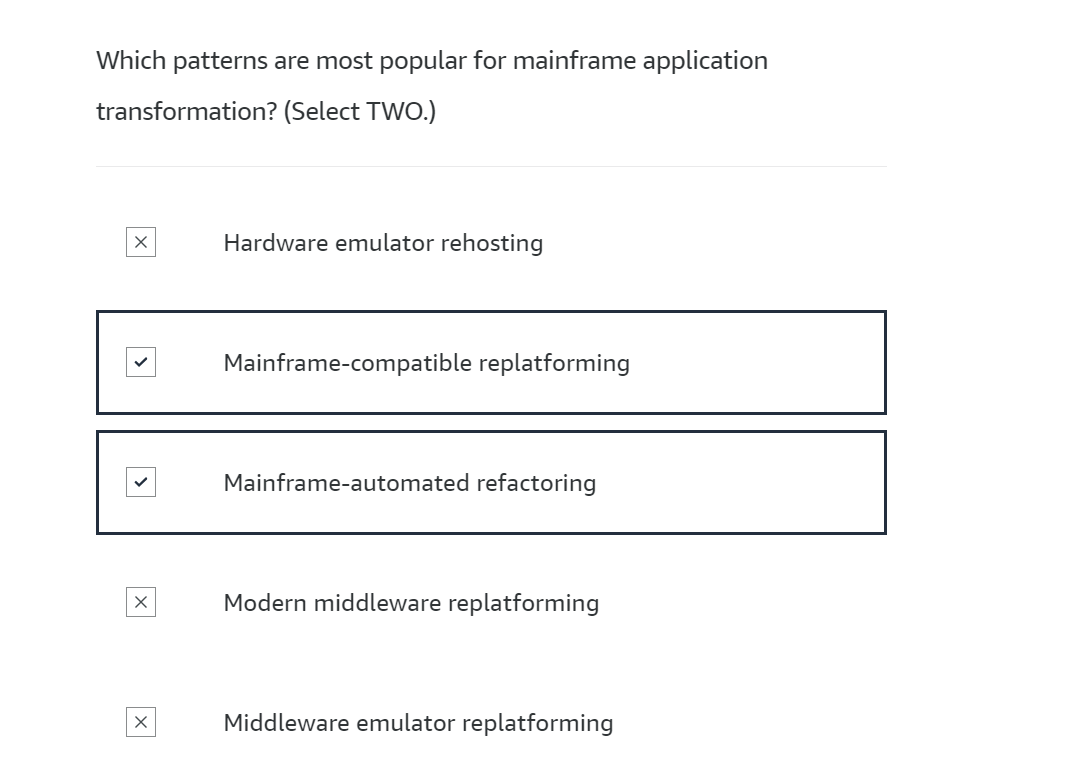 Which patterns are most popular for mainframe application
transformation? (Select TWO.)
Hardware emulator rehosting
Mainframe-compatible replatforming
Mainframe-automated refactoring
Modern middleware replatforming
Middleware emulator replatforming